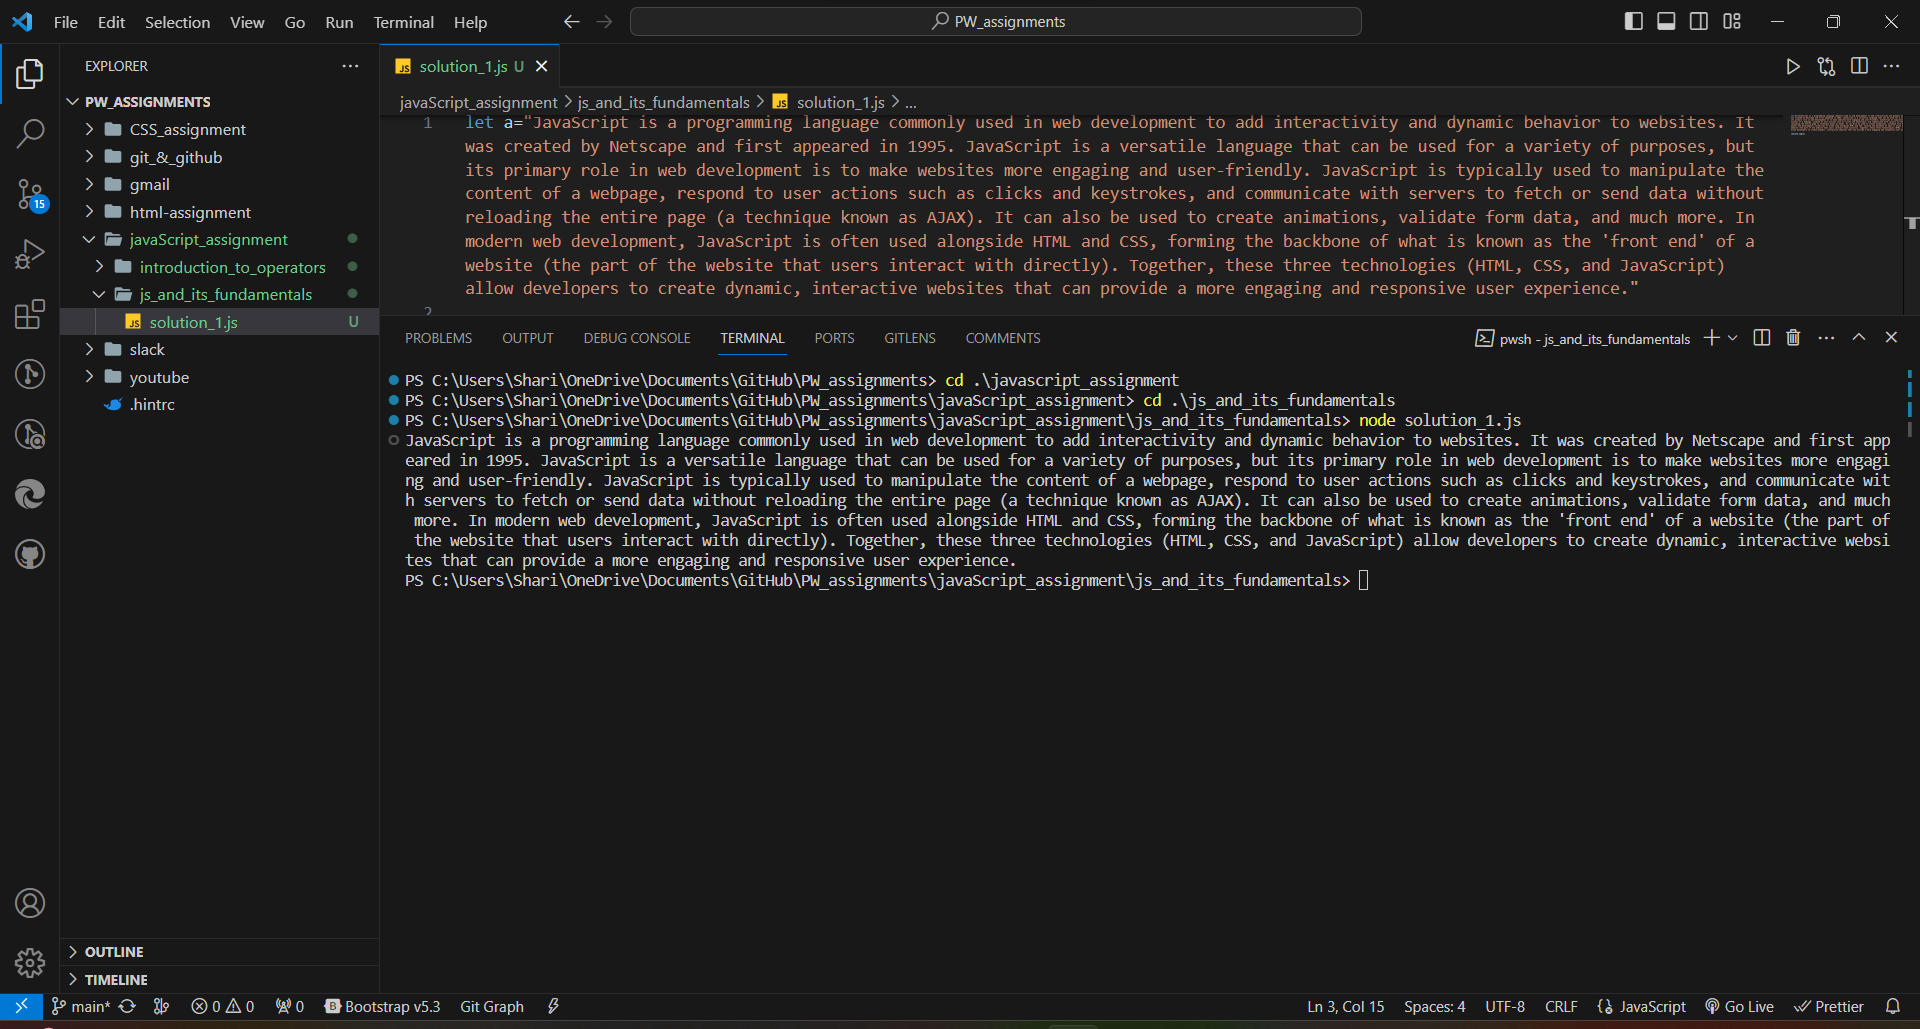 File Edit Selection View Go Run Terminal Help
PW_assignments
EXPLORER
PW_ASSIGNMENTS
CSS_assignment
git_&_github
gmail
html-assignment
javaScript_assignment
introduction_to_operators
js_and_its_fundamentals
JS solution_1.js U
slack
youtube
.hintrc
OUTLINE
TIMELINE
15
JS solution_1.js U
javaScript_assignment > js_and_its_fundamentals > JS solution_1.js > ...
1 let a="JavaScript is a programming language commonly used in web development to add interactivity and dynamic behavior to websites. It
was created by Netscape and first appeared in 1995. JavaScript is a versatile language that can be used for a variety of purposes, but
its primary role in web development is to make websites more engaging and user-friendly. JavaScript is typically used to manipulate the
content of a webpage, respond to user actions such as clicks and keystrokes, and communicate with servers to fetch or send data without
reloading the entire page (a technique known as AJAX). It can also be used to create animations, validate form data, and much more. In
modern web development, JavaScript is often used alongside HTML and CSS, forming the backbone of what is known as the 'front end' of a
website (the part of the website that users interact with directly). Together, these three technologies (HTML, CSS, and JavaScript)
allow developers to create dynamic, interactive websites that can provide a more engaging and responsive user experience."
2
PROBLEMS OUTPUT DEBUG CONSOLE TERMINAL PORTS GITLENS COMMENTS
pwsh - js_and_its_fundamentals
PS C:\Users\Shari\OneDrive\Documents\GitHub\PW_assignments> cd .\javascript_assignment
PS C:\Users\Shari\OneDrive\Documents\GitHub\PW_assignments\javaScript_assignment> cd .\js_and_its_fundamentals
PS C:\Users\Shari\OneDrive\Documents\GitHub\PW_assignments\javaScript_assignment\js_and_its_fundamentals> node solution_1.js
JavaScript is a programming language commonly used in web development to add interactivity and dynamic behavior to websites. It was created by Netscape and first app
eared in 1995. JavaScript is a versatile language that can be used for a variety of purposes, but its primary role in web development is to make websites more engagi
ng and user-friendly. JavaScript is typically used to manipulate the content of a webpage, respond to user actions such as clicks and keystrokes, and communicate wit
h servers to fetch or send data without reloading the entire page (a technique known as AJAX). It can also be used to create animations, validate form data, and much
more. In modern web development, JavaScript is often used alongside HTML and CSS, forming the backbone of what is known as the 'front end' of a website (the part of
the website that users interact with directly). Together, these three technologies (HTML, CSS, and JavaScript) allow developers to create dynamic, interactive websi
tes that can provide a more engaging and responsive user experience.
PS C:\Users\Shari\OneDrive\Documents\GitHub\PW_assignments\javaScript_assignment\js_and_its_fundamentals>
main* 0 0 0 B Bootstrap v5.3 Git Graph
Ln 3, Col 15 Spaces: 4 UTF-8 CRLF {} JavaScript Go Live Prettier